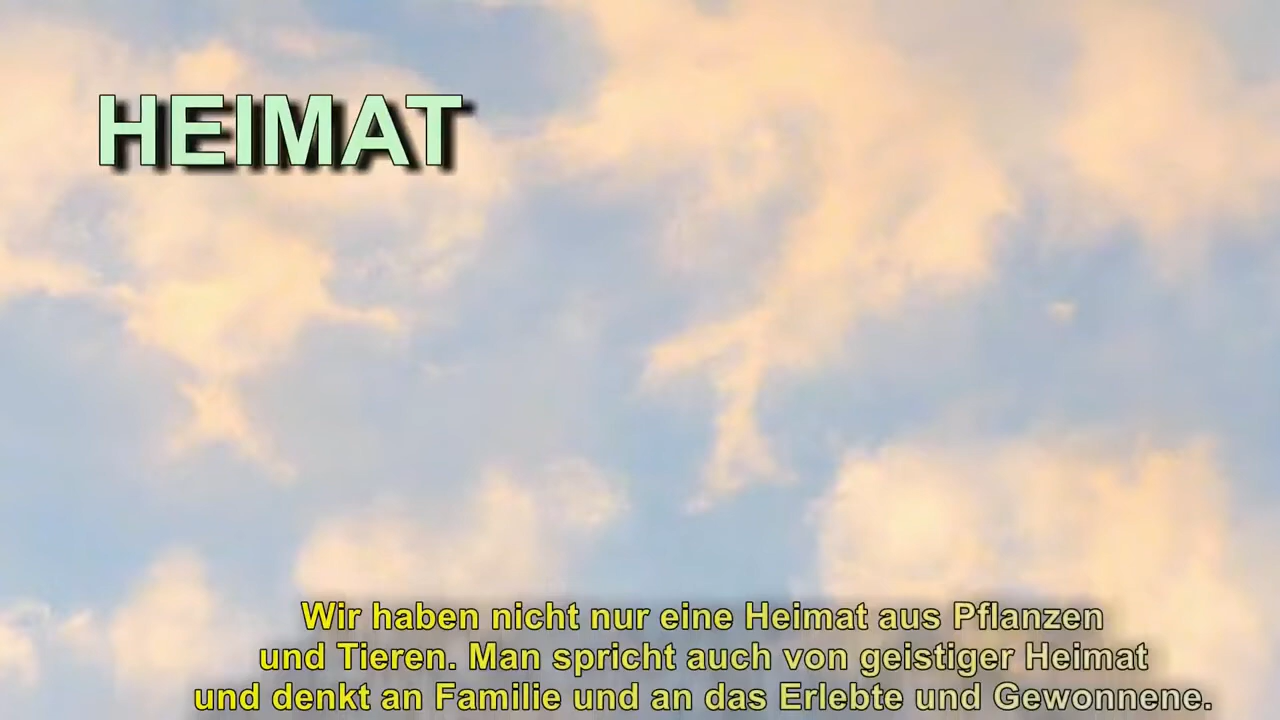 HEIMAT
Wir haben nicht nur eine Heimat aus Pflanzen
und Tieren. Man spricht auch von geistiger Heimat
und denkt an Familie und an das Erlebte und Gewonnene.